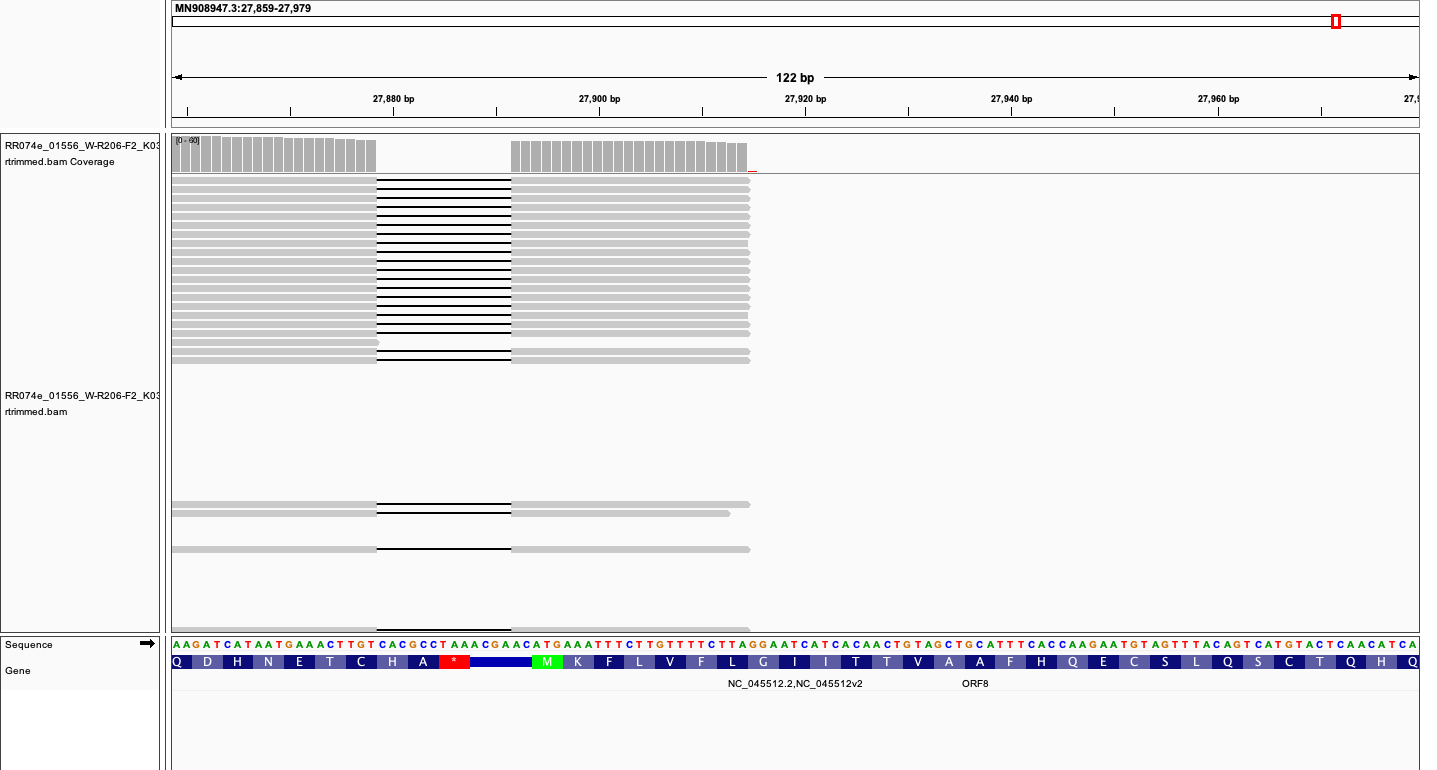 MN908947.3:27,859-27,979
122 bp
27,880 bp 27,900 bp 27,920 bp 27,940 bp 27,960 bp 27,9
RR074e_01556_W-R206-F2_K03
rtrimmed.bam Coverage
[0 - 60]
RR074e_01556_W-R206-F2_K03
rtrimmed.bam
Sequence
AAGATCATAATGAAACTTGTCACGCCTAAACGAACATGAAATTTCTTGTTTTCTTAGGAATCATCACAACTGTAGCTGCATTTCACCAAGAATGTAGTTTACAGTCATGTACTCAACATCA
Gene
Q D H N E T C H A * M K F L V F L G I I T T V A A F H Q E C S L Q S C T Q H Q
NC_045512.2,NC_045512v2 ORF8